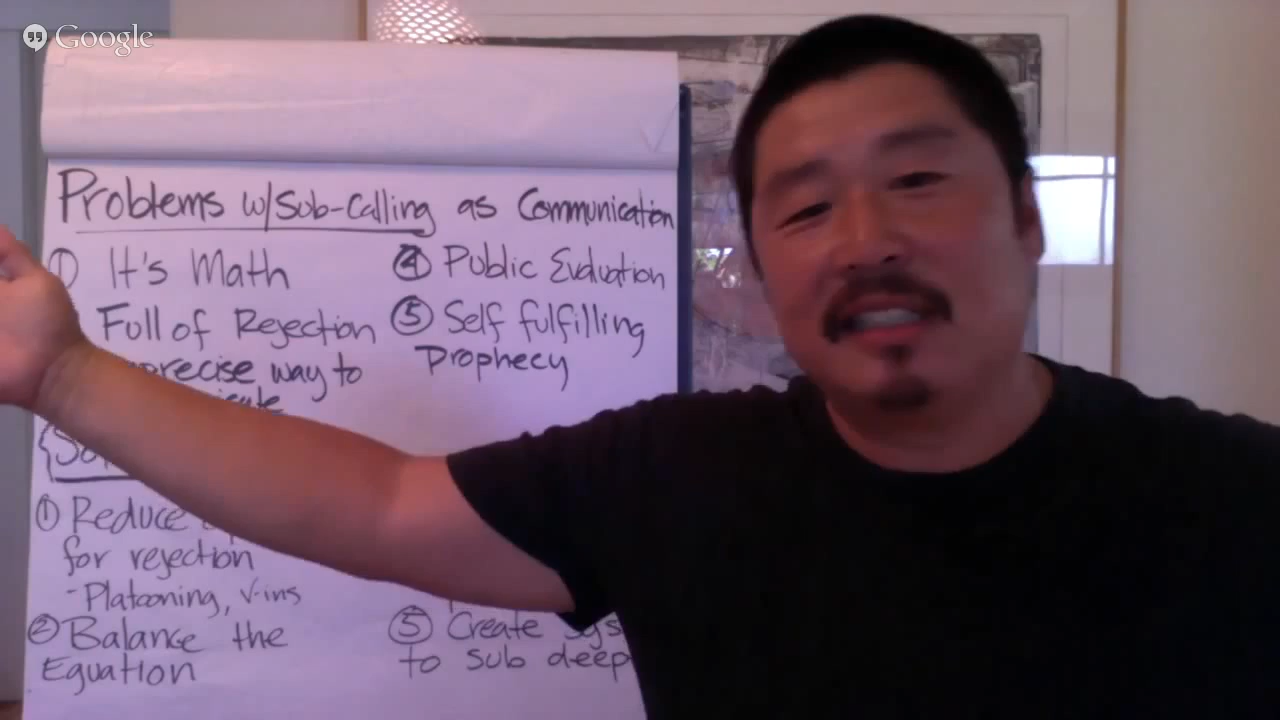 Google
Problems w/Sub-Calling as Communication
① It's Math
Full of Rejection
precise way to
④ Public Evaluation
⑤ Self fulfilling
Prophecy
① Reduce
for rejection
- Platooning, √-ins
② Balance the
Equation
⑤ Create
to sub deep